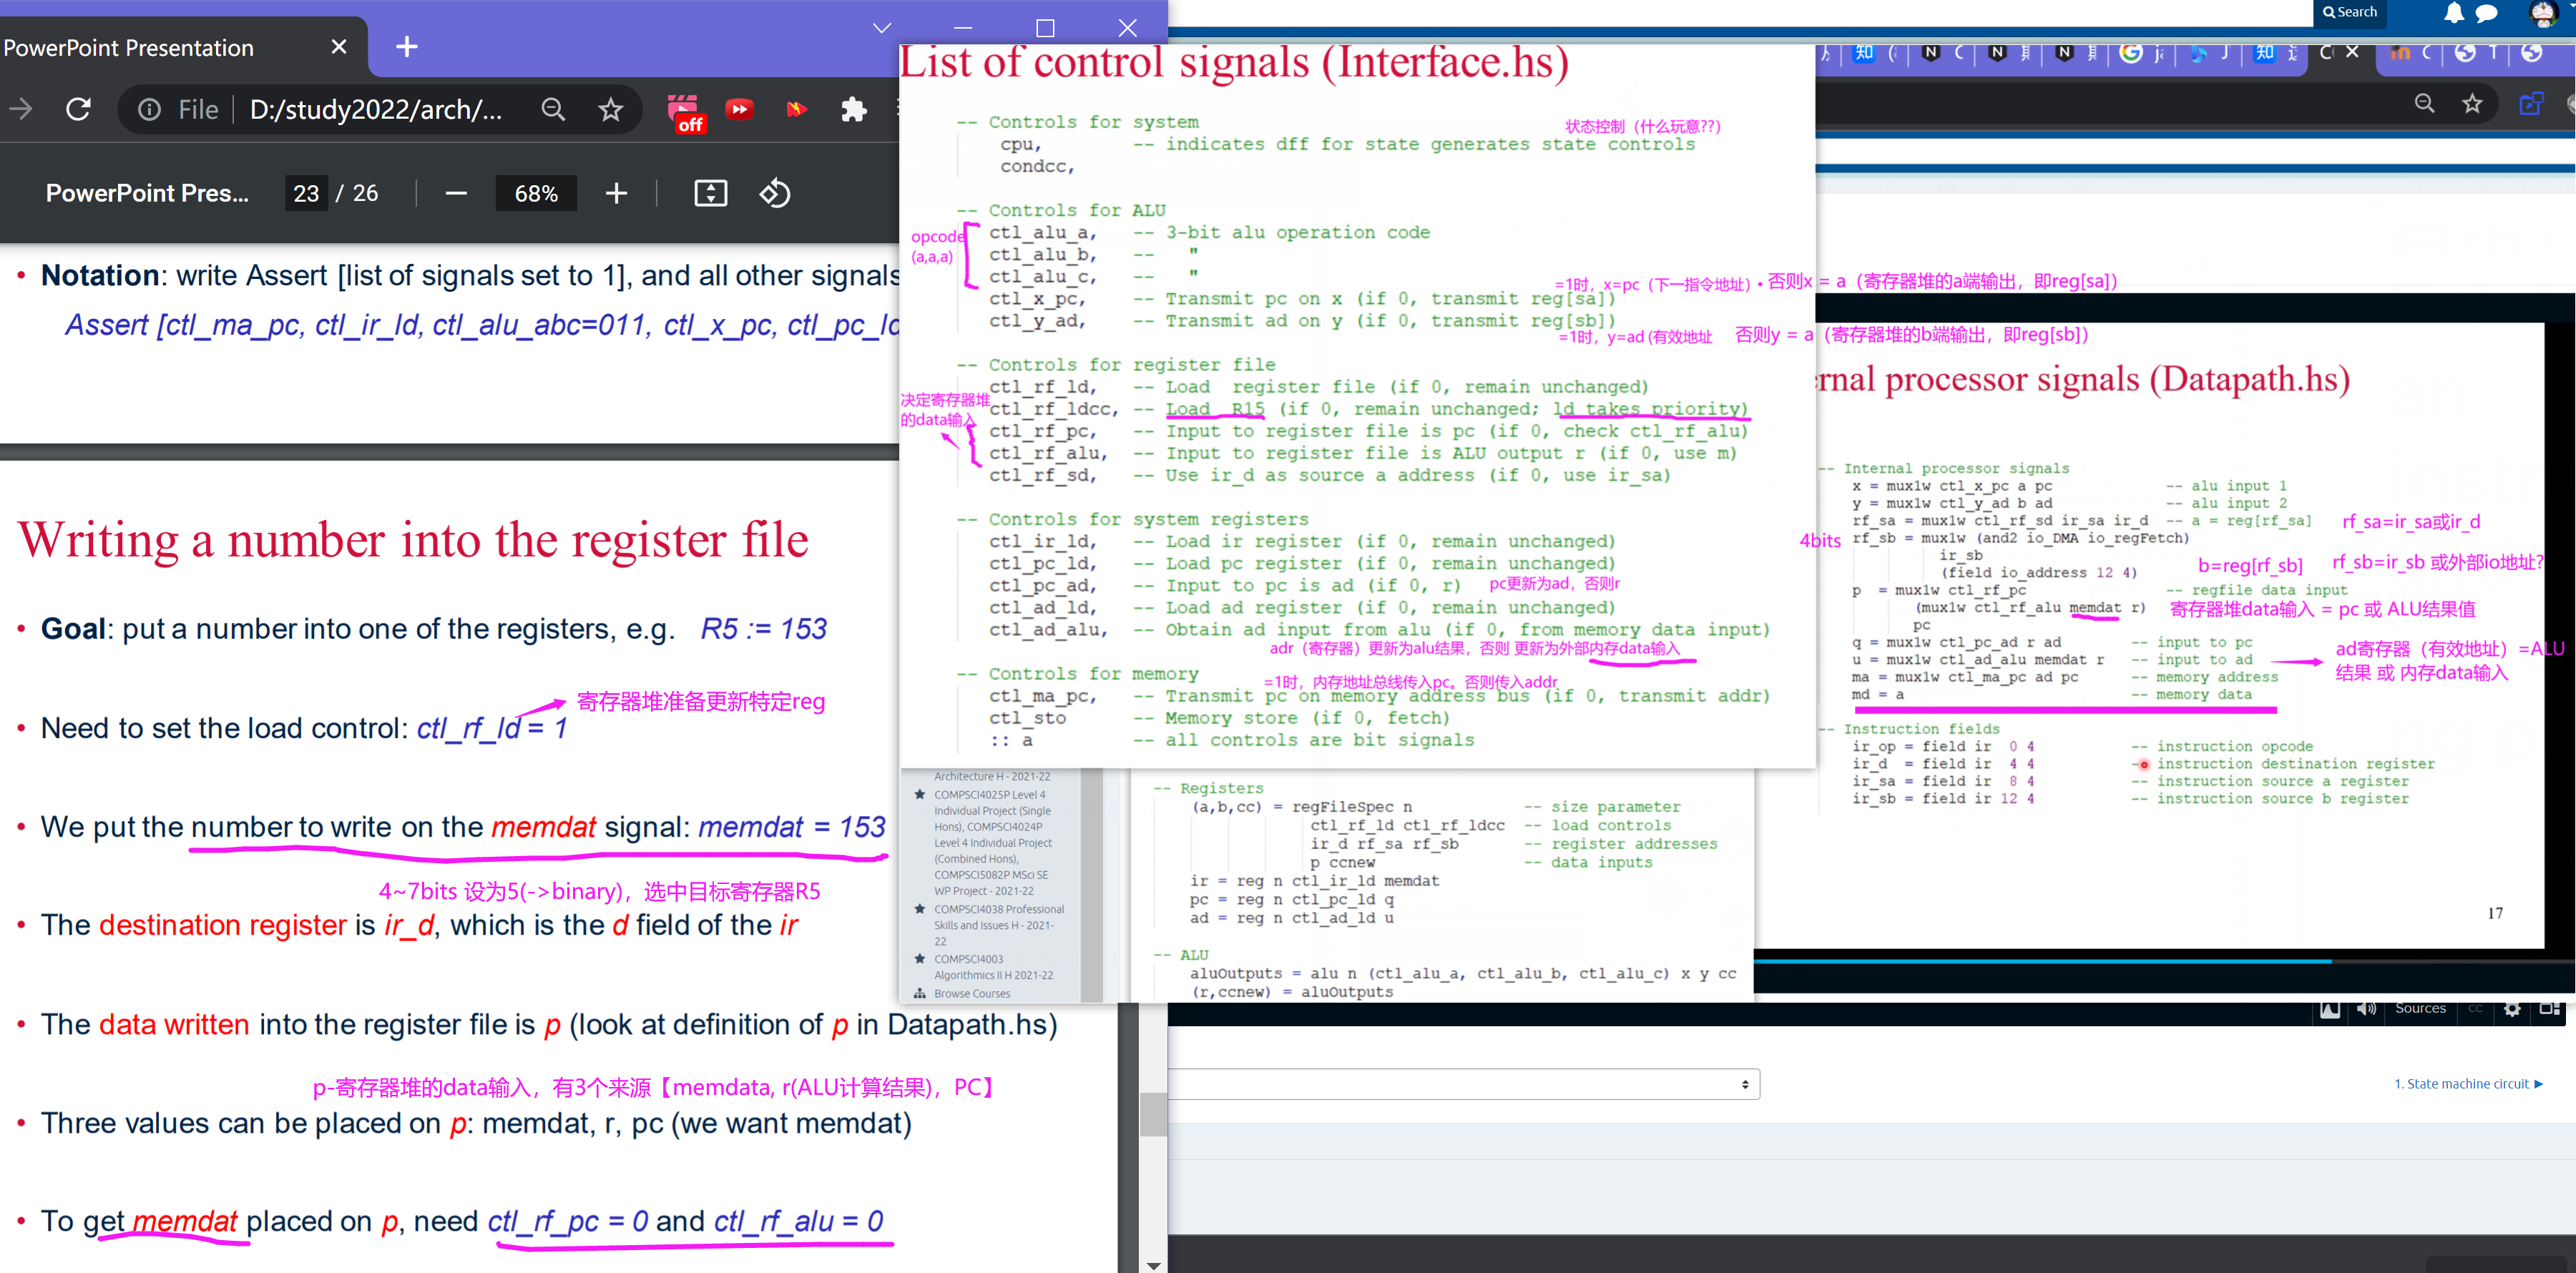 PowerPoint Presentation
File
D:/study2022/arch/...
off
PowerPoint Pres...
23 / 26
68%
• Notation: write Assert [list of signals set to 1], and all other signals
Assert [ctl_ma_pc, ctl_ir_ld, ctl_alu_abc=011, ctl_x_pc, ctl_pc_ld
Writing a number into the register file
• Goal: put a number into one of the registers, e.g. R5 := 153
寄存器堆准备更新特定reg
• Need to set the load control: ctl_rf_ld = 1
• We put the number to write on the memdat signal: memdat = 153
4~7bits 设为5(->binary)，选中目标寄存器R5
• The destination register is ir_d, which is the d field of the ir
• The data written into the register file is p (look at definition of p in Datapath.hs)
p-寄存器堆的data输入，有3个来源【memdata, r(ALU计算结果)，PC】
• Three values can be placed on p: memdat, r, pc (we want memdat)
• To get memdat placed on p, need ctl_rf_pc = 0 and ctl_rf_alu = 0
List of control signals (Interface.hs)
-- Controls for system
状态控制（什么玩意??）
cpu, -- indicates dff for state generates state controls
condcc,
-- Controls for ALU
opcode
(a,a,a)
ctl_alu_a, -- 3-bit alu operation code
ctl_alu_b, -- "
ctl_alu_c, -- "
=1时，x=pc（下一指令地址）• 否则x = a（寄存器堆的a端输出，即reg[sa]）
ctl_x_pc, -- Transmit pc on x (if 0, transmit reg[sa])
ctl_y_ad, -- Transmit ad on y (if 0, transmit reg[sb])
=1时，y=ad (有效地址 否则y = a（寄存器堆的b端输出，即reg[sb]）
-- Controls for register file
决定寄存器堆
的data输入
ctl_rf_ld, -- Load register file (if 0, remain unchanged)
ctl_rf_ldcc, -- Load R15 (if 0, remain unchanged; ld takes priority)
ctl_rf_pc, -- Input to register file is pc (if 0, check ctl_rf_alu)
ctl_rf_alu, -- Input to register file is ALU output r (if 0, use m)
ctl_rf_sd, -- Use ir_d as source a address (if 0, use ir_sa)
-- Controls for system registers
ctl_ir_ld, -- Load ir register (if 0, remain unchanged)
ctl_pc_ld, -- Load pc register (if 0, remain unchanged)
ctl_pc_ad, -- Input to pc is ad (if 0, r) pc更新为ad，否则r
ctl_ad_ld, -- Load ad register (if 0, remain unchanged)
ctl_ad_alu, -- Obtain ad input from alu (if 0, from memory data input)
adr（寄存器）更新为alu结果，否则 更新为外部内存data输入
-- Controls for memory
=1时，内存地址总线传入pc。否则传入addr
ctl_ma_pc, -- Transmit pc on memory address bus (if 0, transmit addr)
ctl_sto -- Memory store (if 0, fetch)
:: a -- all controls are bit signals
Architecture H - 2021-22
COMPSCI4025P Level 4
Individual Project (Single
Hons), COMPSCI4024P
Level 4 Individual Project
(Combined Hons),
COMPSCI5082P MSci SE
WP Project - 2021-22
COMPSCI4038 Professional
Skills and Issues H - 2021-
22
COMPSCI4003
Algorithmics II H 2021-22
Browse Courses
-- Registers
(a,b,cc) = regFileSpec n -- size parameter
ctl_rf_ld ctl_rf_ldcc -- load controls
ir_d rf_sa rf_sb -- register addresses
p ccnew -- data inputs
ir = reg n ctl_ir_ld memdat
pc = reg n ctl_pc_ld q
ad = reg n ctl_ad_ld u
-- ALU
aluOutputs = alu n (ctl_alu_a, ctl_alu_b, ctl_alu_c) x y cc
(r,ccnew) = aluOutputs
Search
rnal processor signals (Datapath.hs)
-- Internal processor signals
x = mux1w ctl_x_pc a pc -- alu input 1
y = mux1w ctl_y_ad b ad -- alu input 2
rf_sa = mux1w ctl_rf_sd ir_sa ir_d -- a = reg[rf_sa] rf_sa=ir_sa或ir_d
4bits rf_sb = mux1w (and2 io_DMA io_regFetch)
ir_sb
(field io_address 12 4) b=reg[rf_sb] rf_sb=ir_sb 或外部io地址?
p = mux1w ctl_rf_pc -- regfile data input
(mux1w ctl_rf_alu memdat r) 寄存器堆data输入 = pc 或 ALU结果值
pc
q = mux1w ctl_pc_ad r ad -- input to pc
u = mux1w ctl_ad_alu memdat r -- input to ad
ma = mux1w ctl_ma_pc ad pc -- memory address
md = a -- memory data
ad寄存器（有效地址）=ALU
结果 或 内存data输入
-- Instruction fields
ir_op = field ir 0 4 -- instruction opcode
ir_d = field ir 4 4 -- instruction destination register
ir_sa = field ir 8 4 -- instruction source a register
ir_sb = field ir 12 4 -- instruction source b register
17
Sources
CC
1. State machine circuit ▶